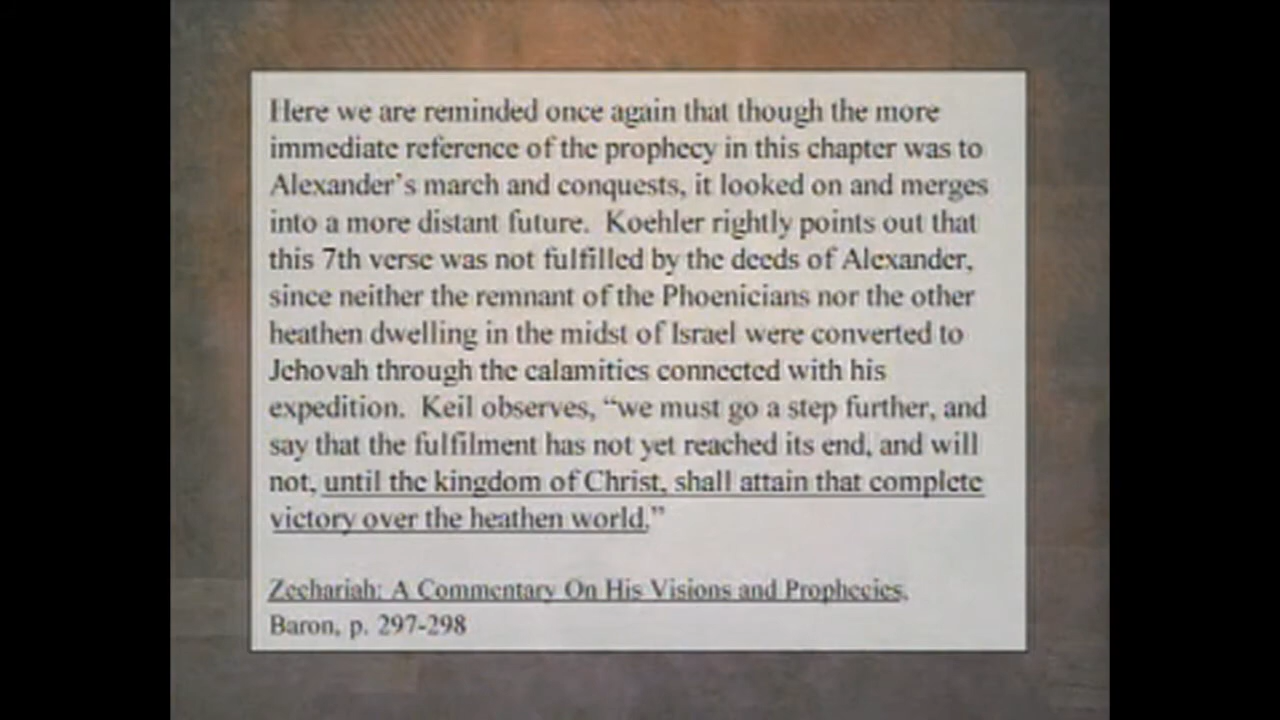 Here we are reminded once again that though the more
immediate reference of the prophecy in this chapter was to
Alexander's march and conquests, it looked on and merges
into a more distant future. Koehler rightly points out that
this 7th verse was not fulfilled by the deeds of Alexander,
since neither the remnant of the Phoenicians nor the other
heathen dwelling in the midst of Israel were converted to
Jehovah through the calamities connected with his
expedition. Keil observes, “we must go a step further, and
say that the fulfilment has not yet reached its end, and will
not, until the kingdom of Christ, shall attain that complete
victory over the heathen world.”
Zechariah: A Commentary On His Visions and Prophecies,
Baron, p. 297-298